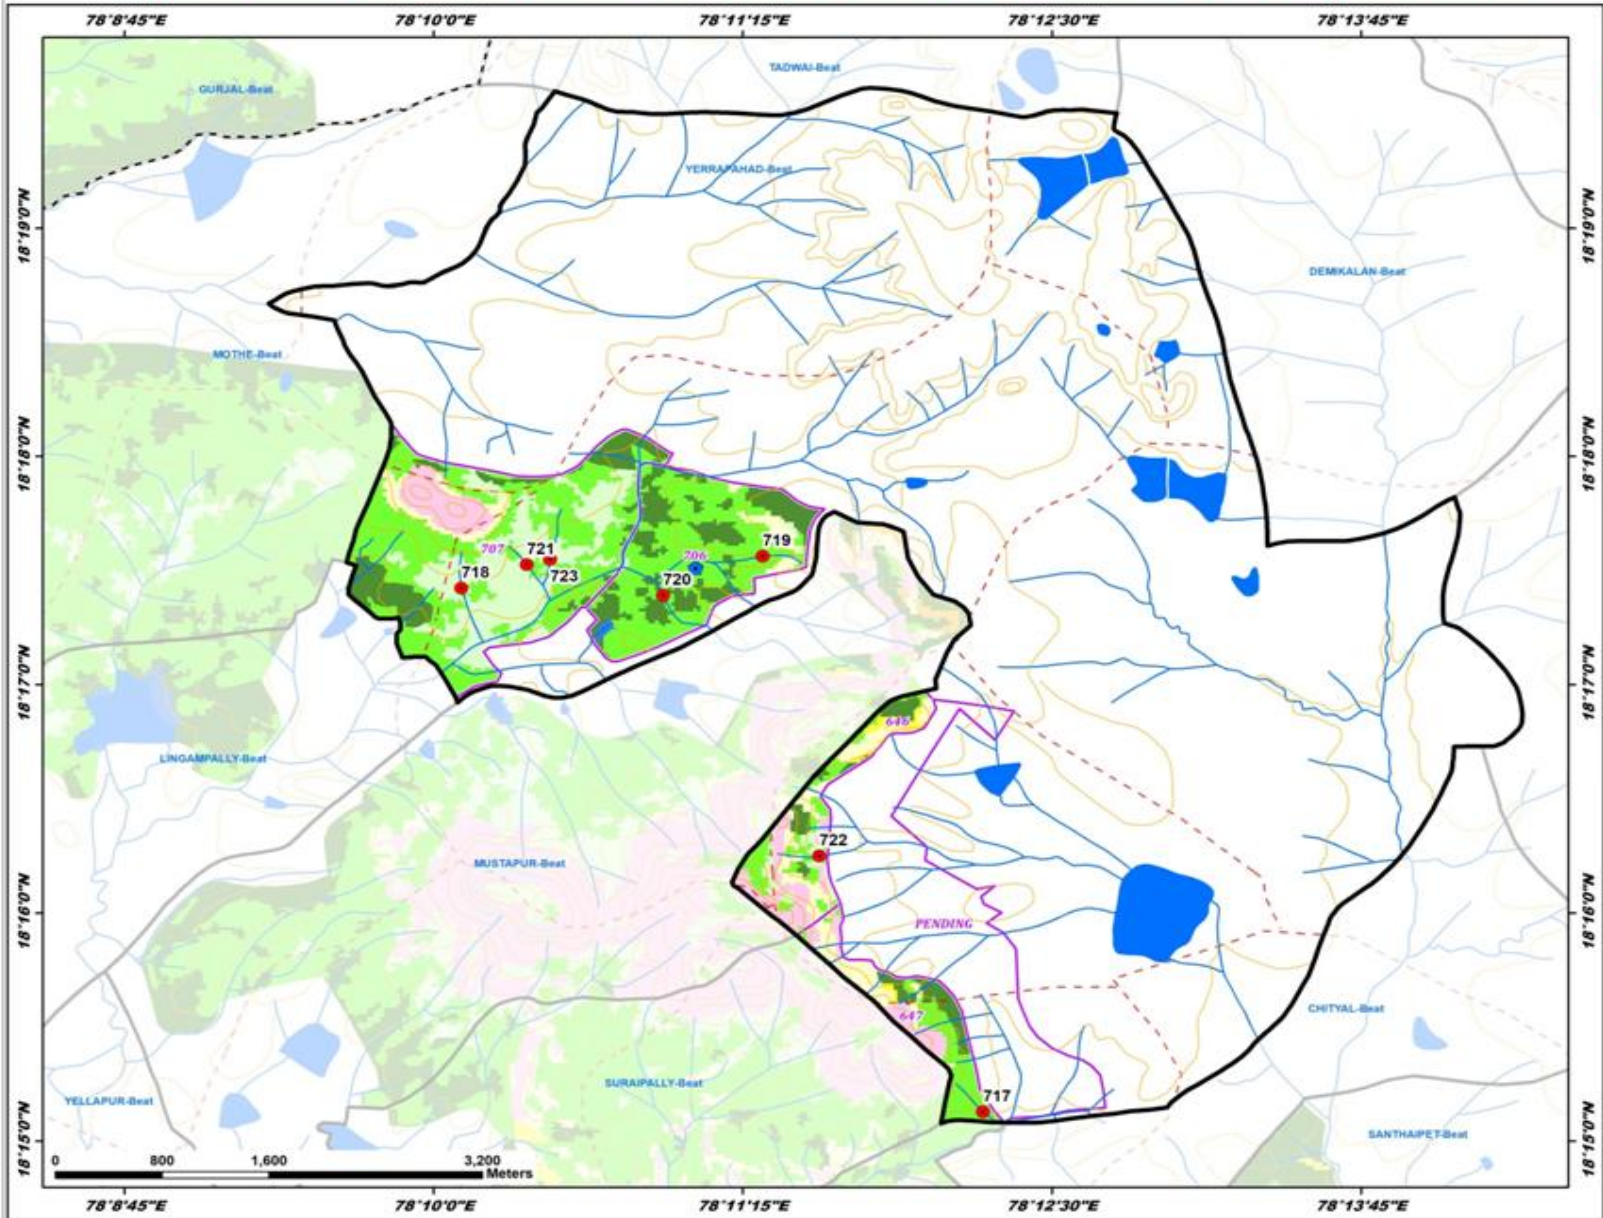 78°8'45"E 78°10'0"E 78°11'15"E 78°12'30"E 78°13'45"E
TADWAI-Beat
GURJAL-Beat
YERRAPAHAD-Beat
18°19'0"N 18°19'0"N
DEMIKALAN-Beat
MOTHE-Beat
18°18'0"N 18°18'0"N
719
721
707
706
723
718
720
18°17'0"N 18°17'0"N
646
LINGAMPALLY-Beat
722
MUSTAPUR-Beat
18°16'0"N 18°16'0"N
PENDING
CHITYAL-Beat
647
SURAIPALLY-Beat
717
YELLAPUR-Beat
18°15'0"N 18°15'0"N
SANTHAIPET-Beat
0 800 1,600 3,200
Meters
78°8'45"E 78°10'0"E 78°11'15"E 78°12'30"E 78°13'45"E